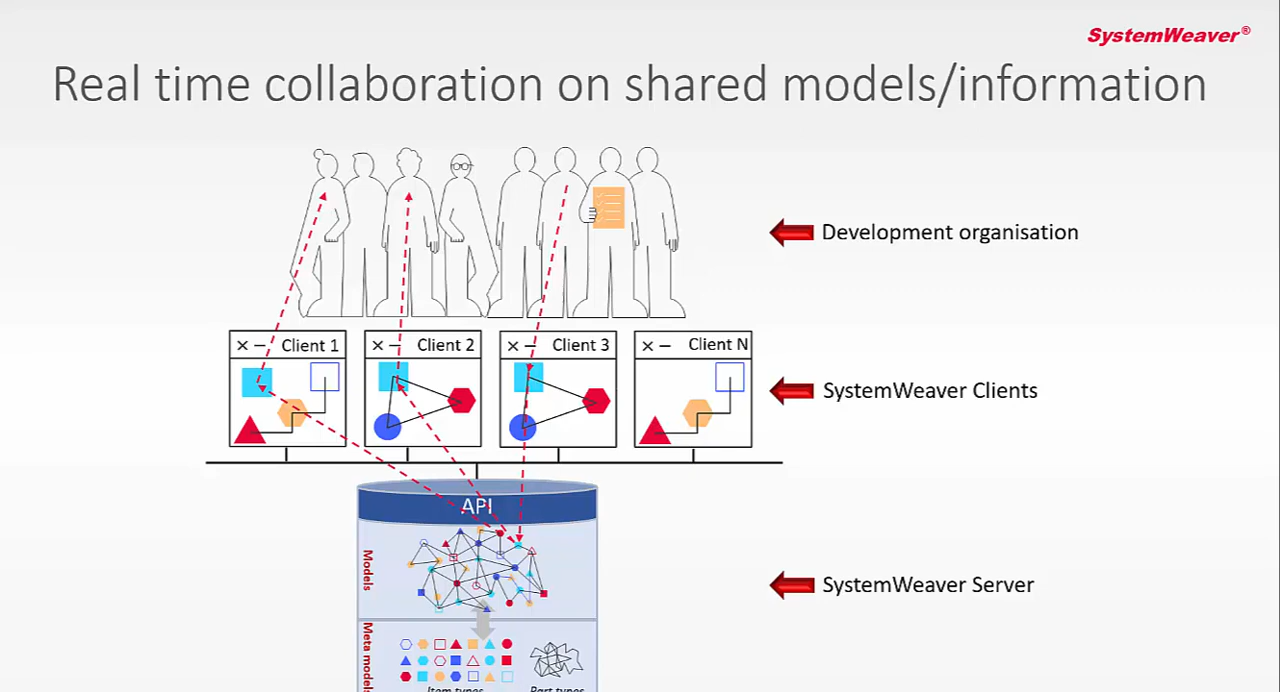 SystemWeaver®
Real time collaboration on shared models/information
Development organisation
× – Client 1
× – Client 2
× – Client 3
× – Client N
SystemWeaver Clients
API
Models
SystemWeaver Server
Meta models
Item types
Part types